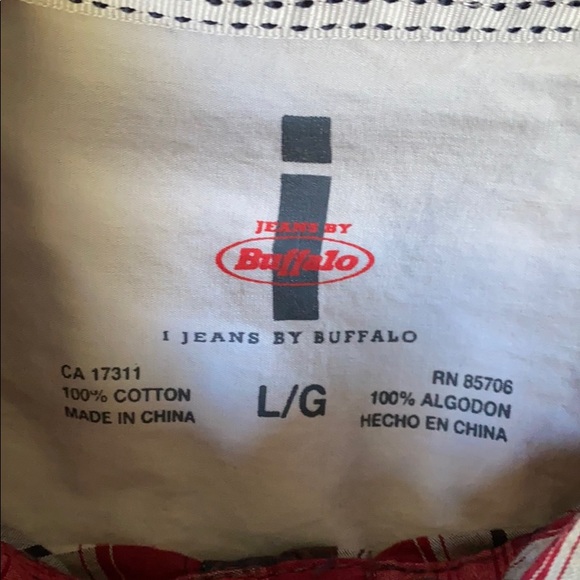 i
JEANS BY
Buffalo
I JEANS BY BUFFALO
CA 17311
100% COTTON
MADE IN CHINA
L/G
RN 85706
100% ALGODON
HECHO EN CHINA